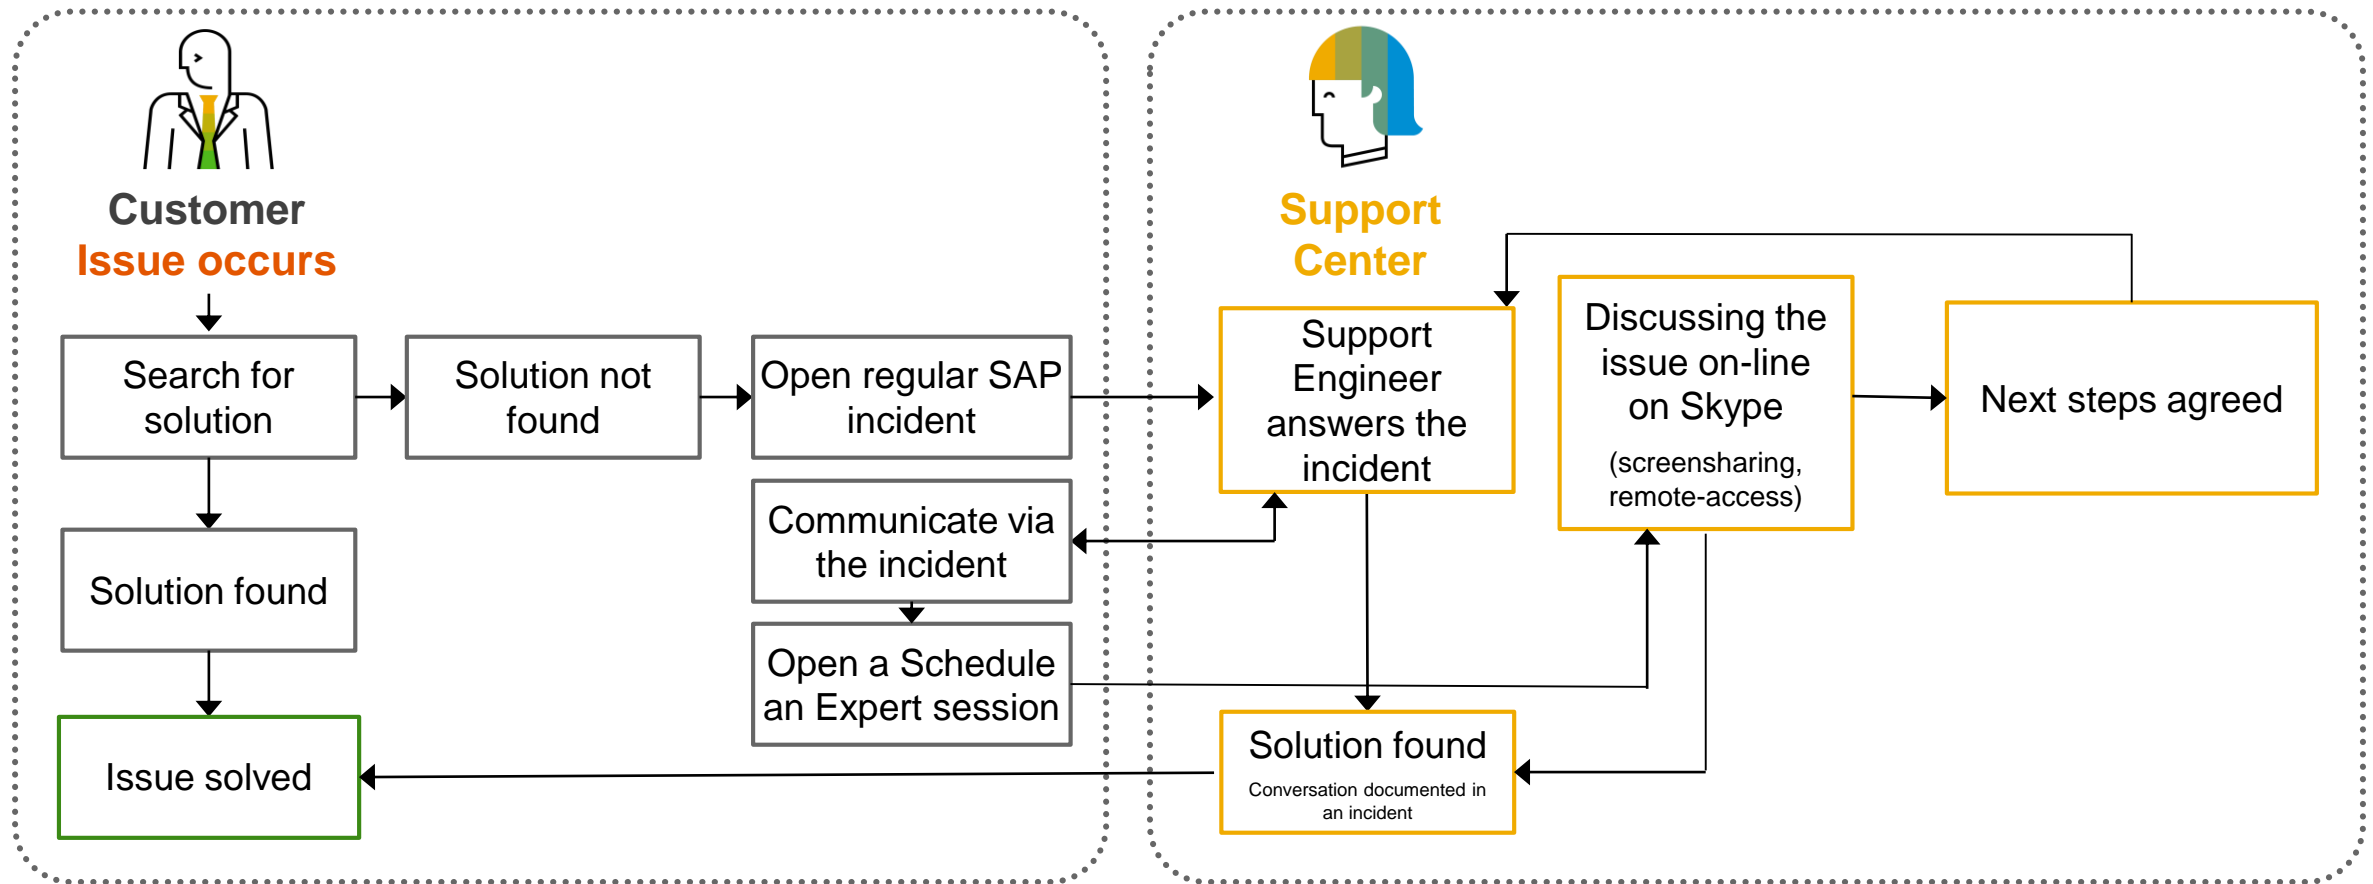 Customer
Issue occurs
Search for
solution
Solution not
found
Open regular SAP
incident
Communicate via
the incident
Solution found
Open a Schedule
an Expert session
Issue solved
Support
Center
Support
Engineer
answers the
incident
Discussing the
issue on-line
on Skype
(screensharing,
remote-access)
Next steps agreed
Solution found
Conversation documented in
an incident